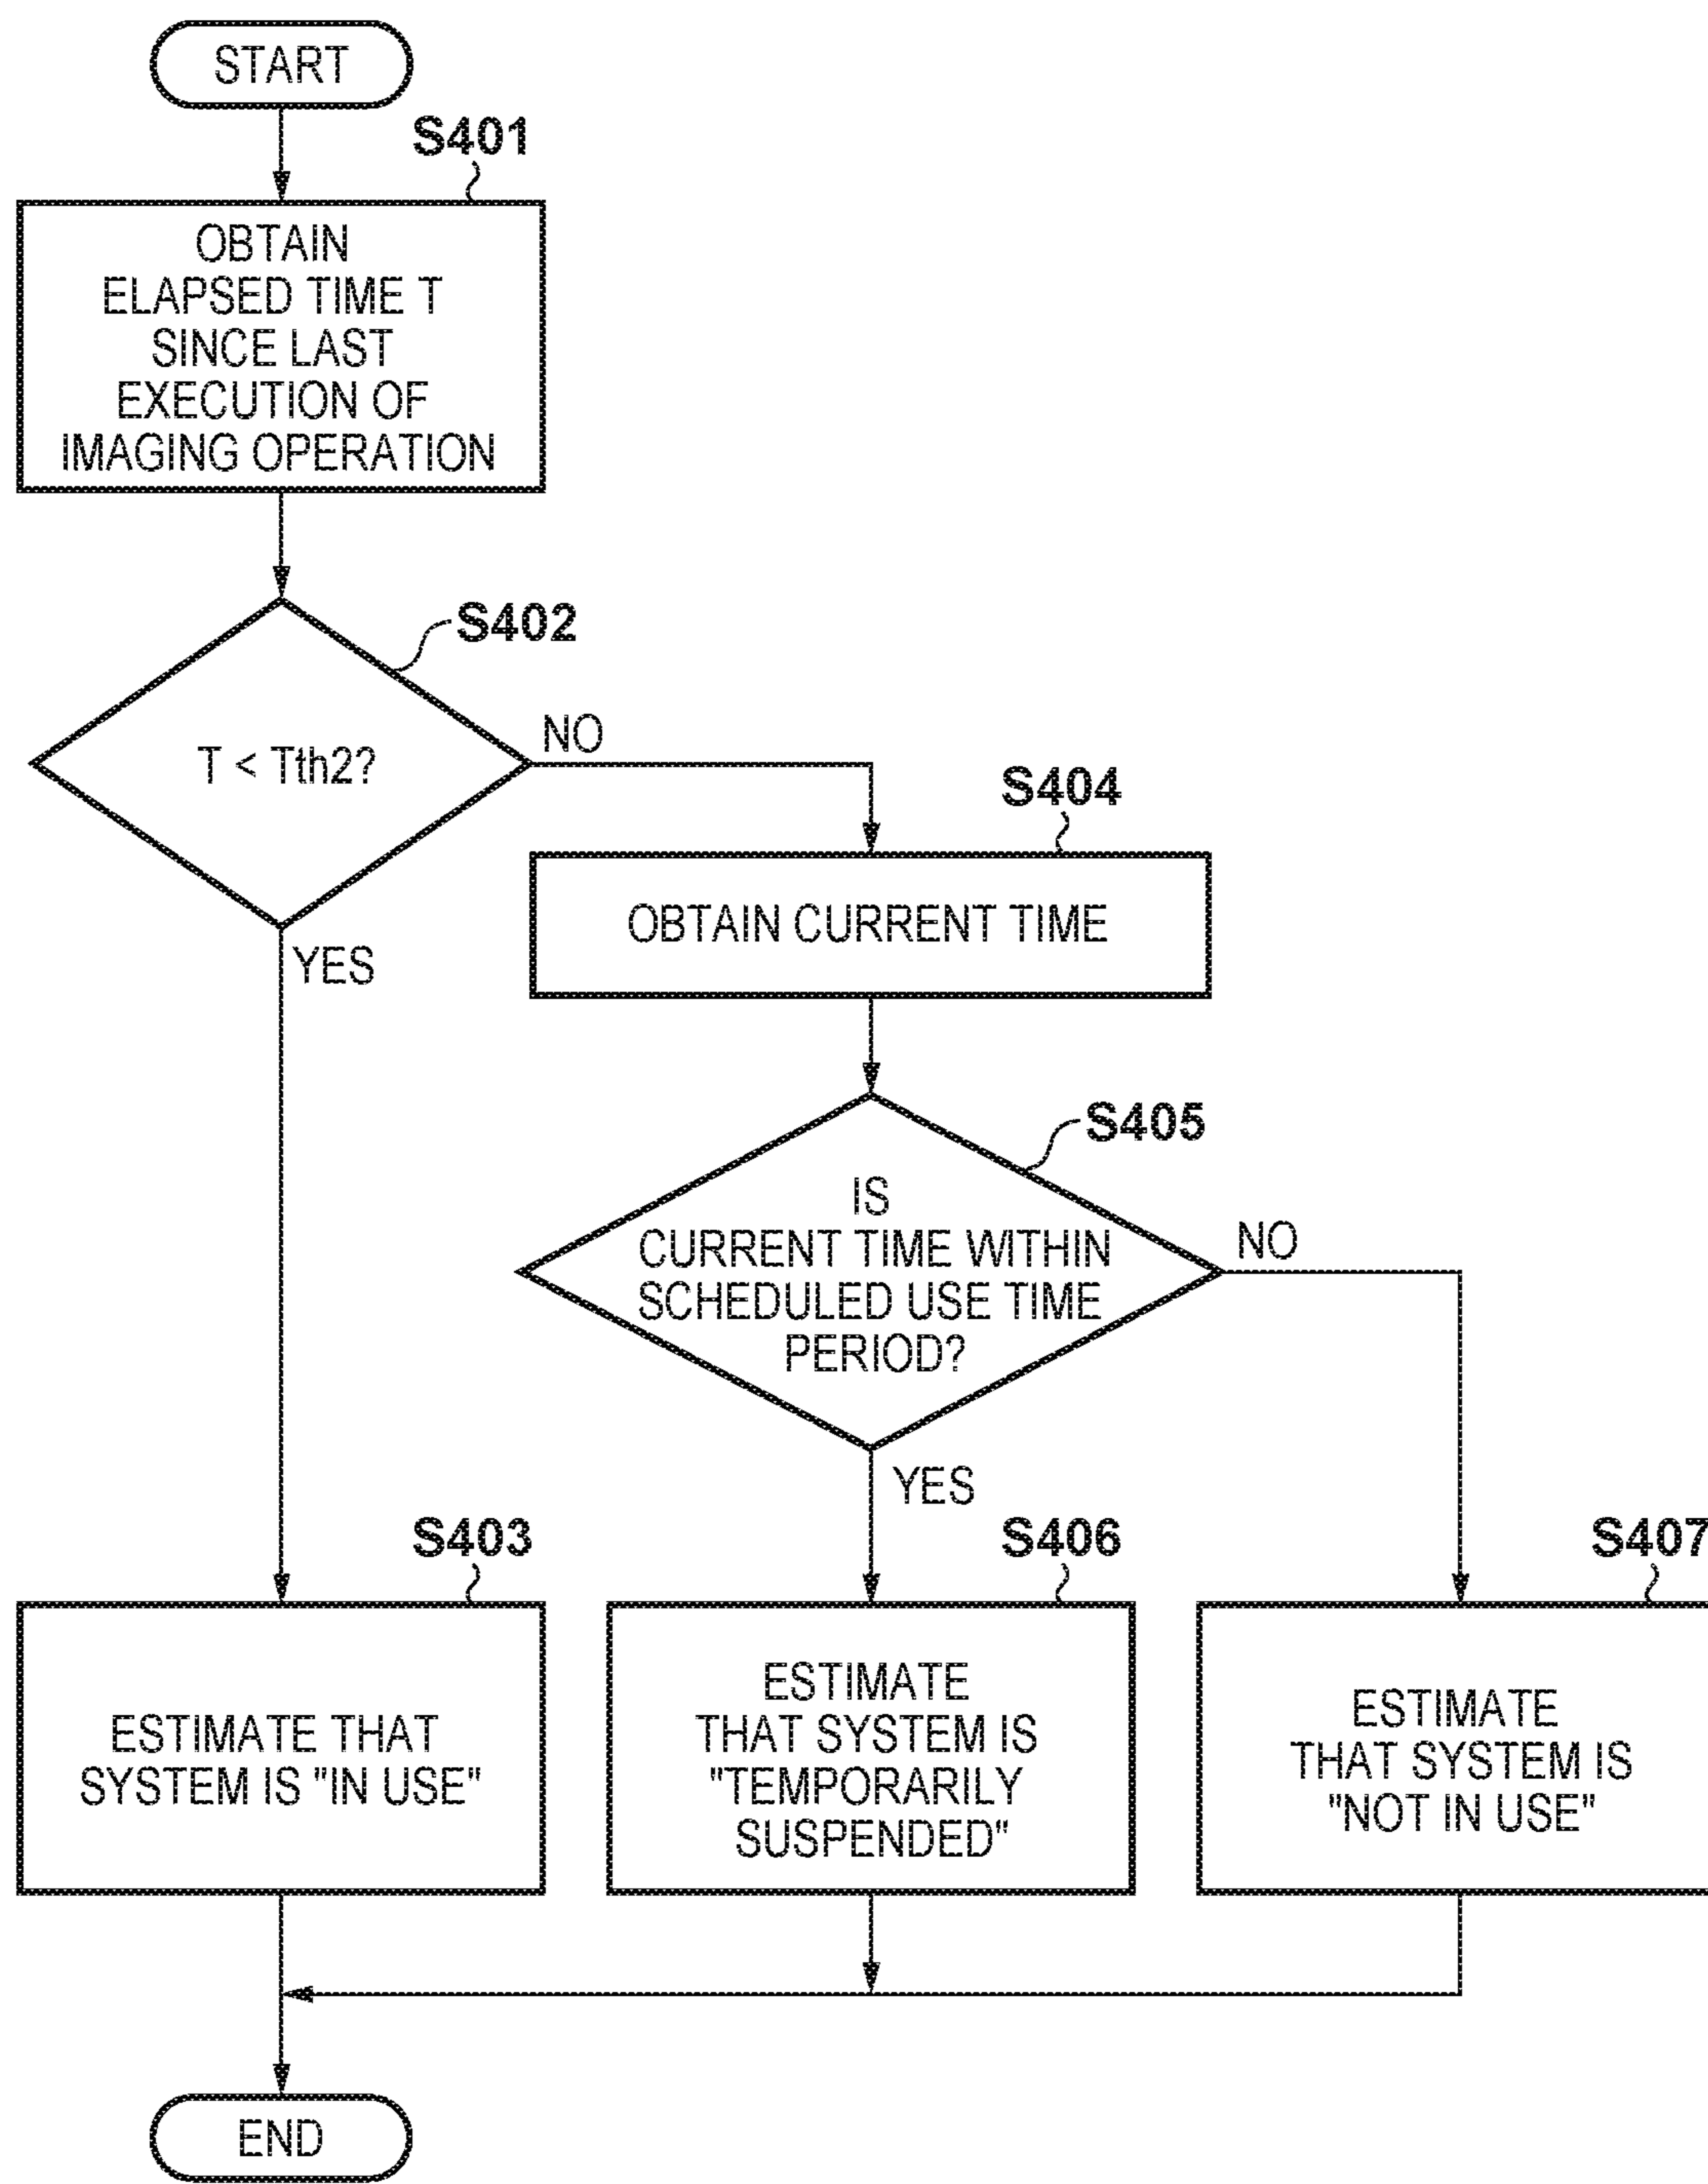 START
S401
OBTAIN
ELAPSED TIME T
SINCE LAST
EXECUTION OF
IMAGING OPERATION
S402
T < Tth2?
NO
YES
S404
OBTAIN CURRENT TIME
S405
IS
CURRENT TIME WITHIN
SCHEDULED USE TIME
PERIOD?
NO
YES
S403
ESTIMATE THAT
SYSTEM IS "IN USE"
S406
ESTIMATE
THAT SYSTEM IS
"TEMPORARILY
SUSPENDED"
S407
ESTIMATE
THAT SYSTEM IS
"NOT IN USE"
END